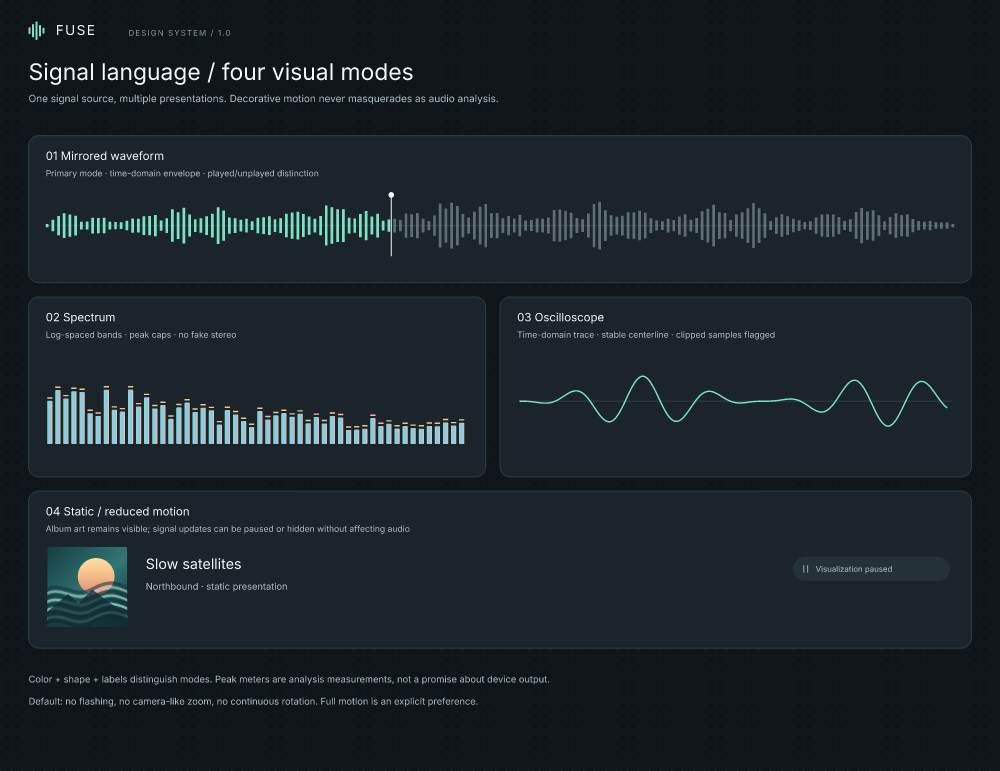 FUSE
DESIGN SYSTEM / 1.0
Signal language / four visual modes
One signal source, multiple presentations. Decorative motion never masquerades as audio analysis.
01 Mirrored waveform
Primary mode · time-domain envelope · played/unplayed distinction
02 Spectrum
Log-spaced bands · peak caps · no fake stereo
03 Oscilloscope
Time-domain trace · stable centerline · clipped samples flagged
04 Static / reduced motion
Album art remains visible; signal updates can be paused or hidden without affecting audio
Slow satellites
Northbound · static presentation
Visualization paused
Color + shape + labels distinguish modes. Peak meters are analysis measurements, not a promise about device output.
Default: no flashing, no camera-like zoom, no continuous rotation. Full motion is an explicit preference.